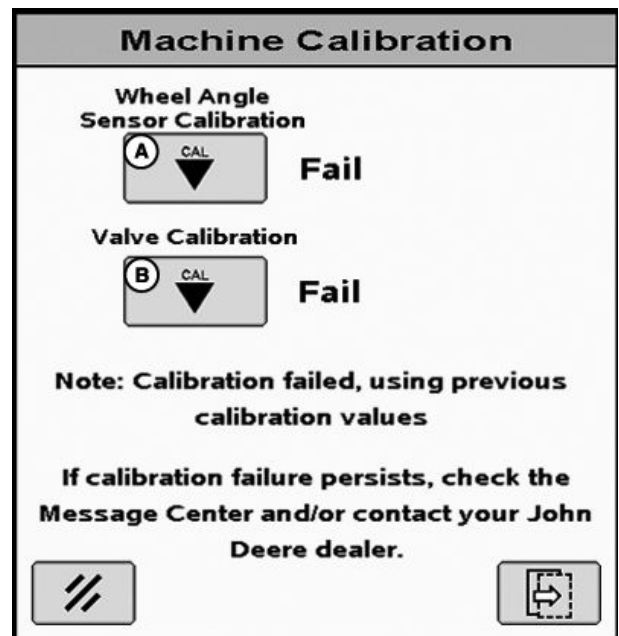 Machine Calibration
Wheel Angle
Sensor Calibration
A CAL Fail
Valve Calibration
B CAL Fail
Note: Calibration failed, using previous
calibration values
If calibration failure persists, check the
Message Center and/or contact your John
Deere dealer.